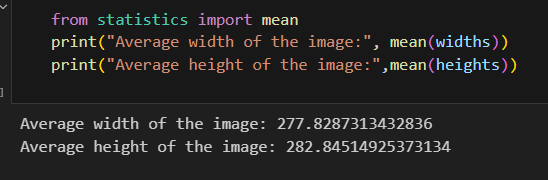 from statistics import mean
print("Average width of the image:", mean(widths))
print("Average height of the image:",mean(heights))
]
Average width of the image: 277.8287313432836
Average height of the image: 282.84514925373134